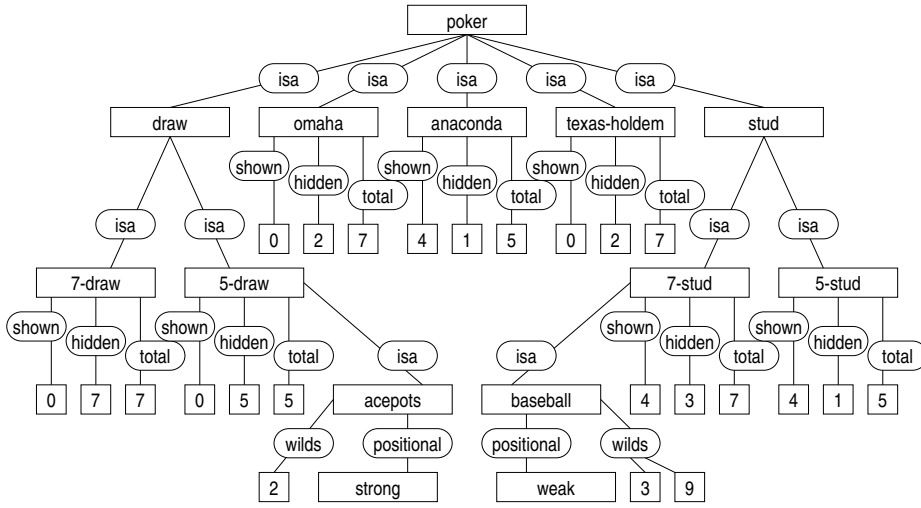 poker
isa isa isa isa isa
draw omaha anaconda texas-holdem stud
shown hidden total shown hidden total shown hidden total
isa isa isa isa
0 2 7 4 1 5 0 2 7
7-draw 5-draw 7-stud 5-stud
shown hidden total shown hidden total shown hidden total shown hidden total
isa isa
0 7 7 0 5 5 acepots baseball 4 3 7 4 1 5
wilds positional positional wilds
2 strong weak 3 9